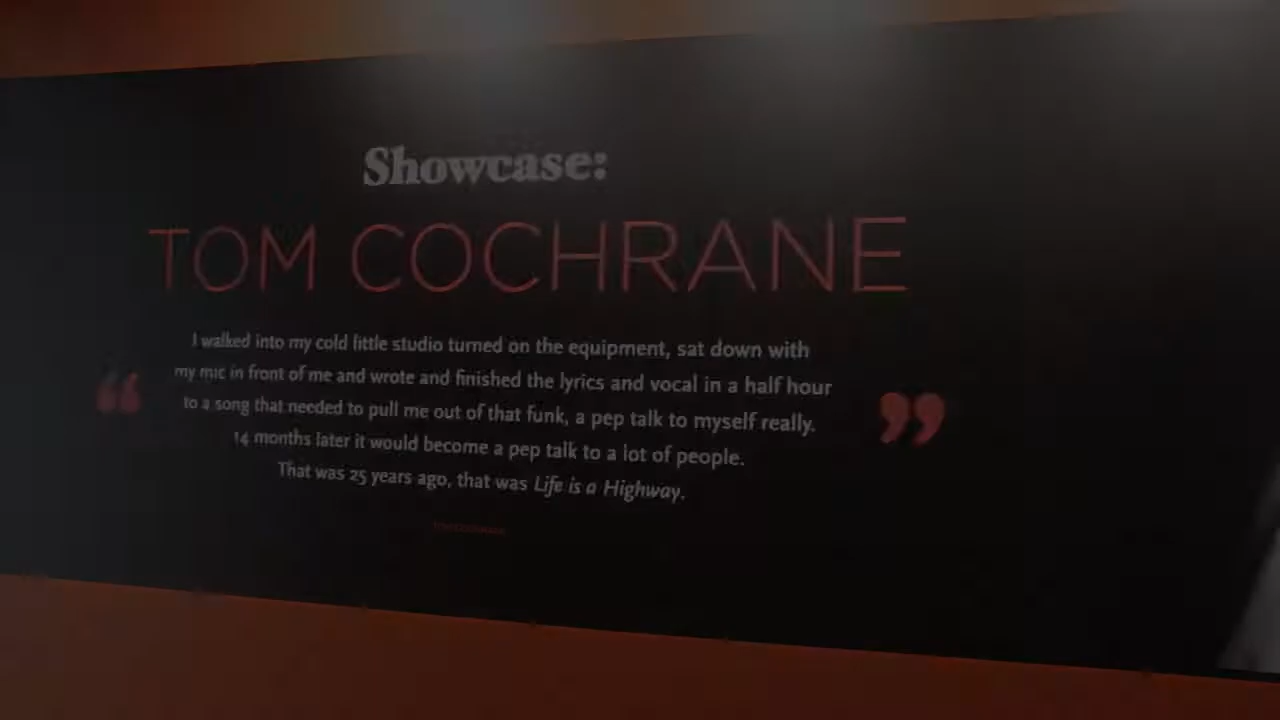 Showcase:
TOM COCHRANE
“ I walked into my cold little studio turned on the equipment, sat down with
my mic in front of me and wrote and finished the lyrics and vocal in a half hour
to a song that needed to pull me out of that funk, a pep talk to myself really.
14 months later it would become a pep talk to a lot of people.
That was 25 years ago, that was Life is a Highway. ”